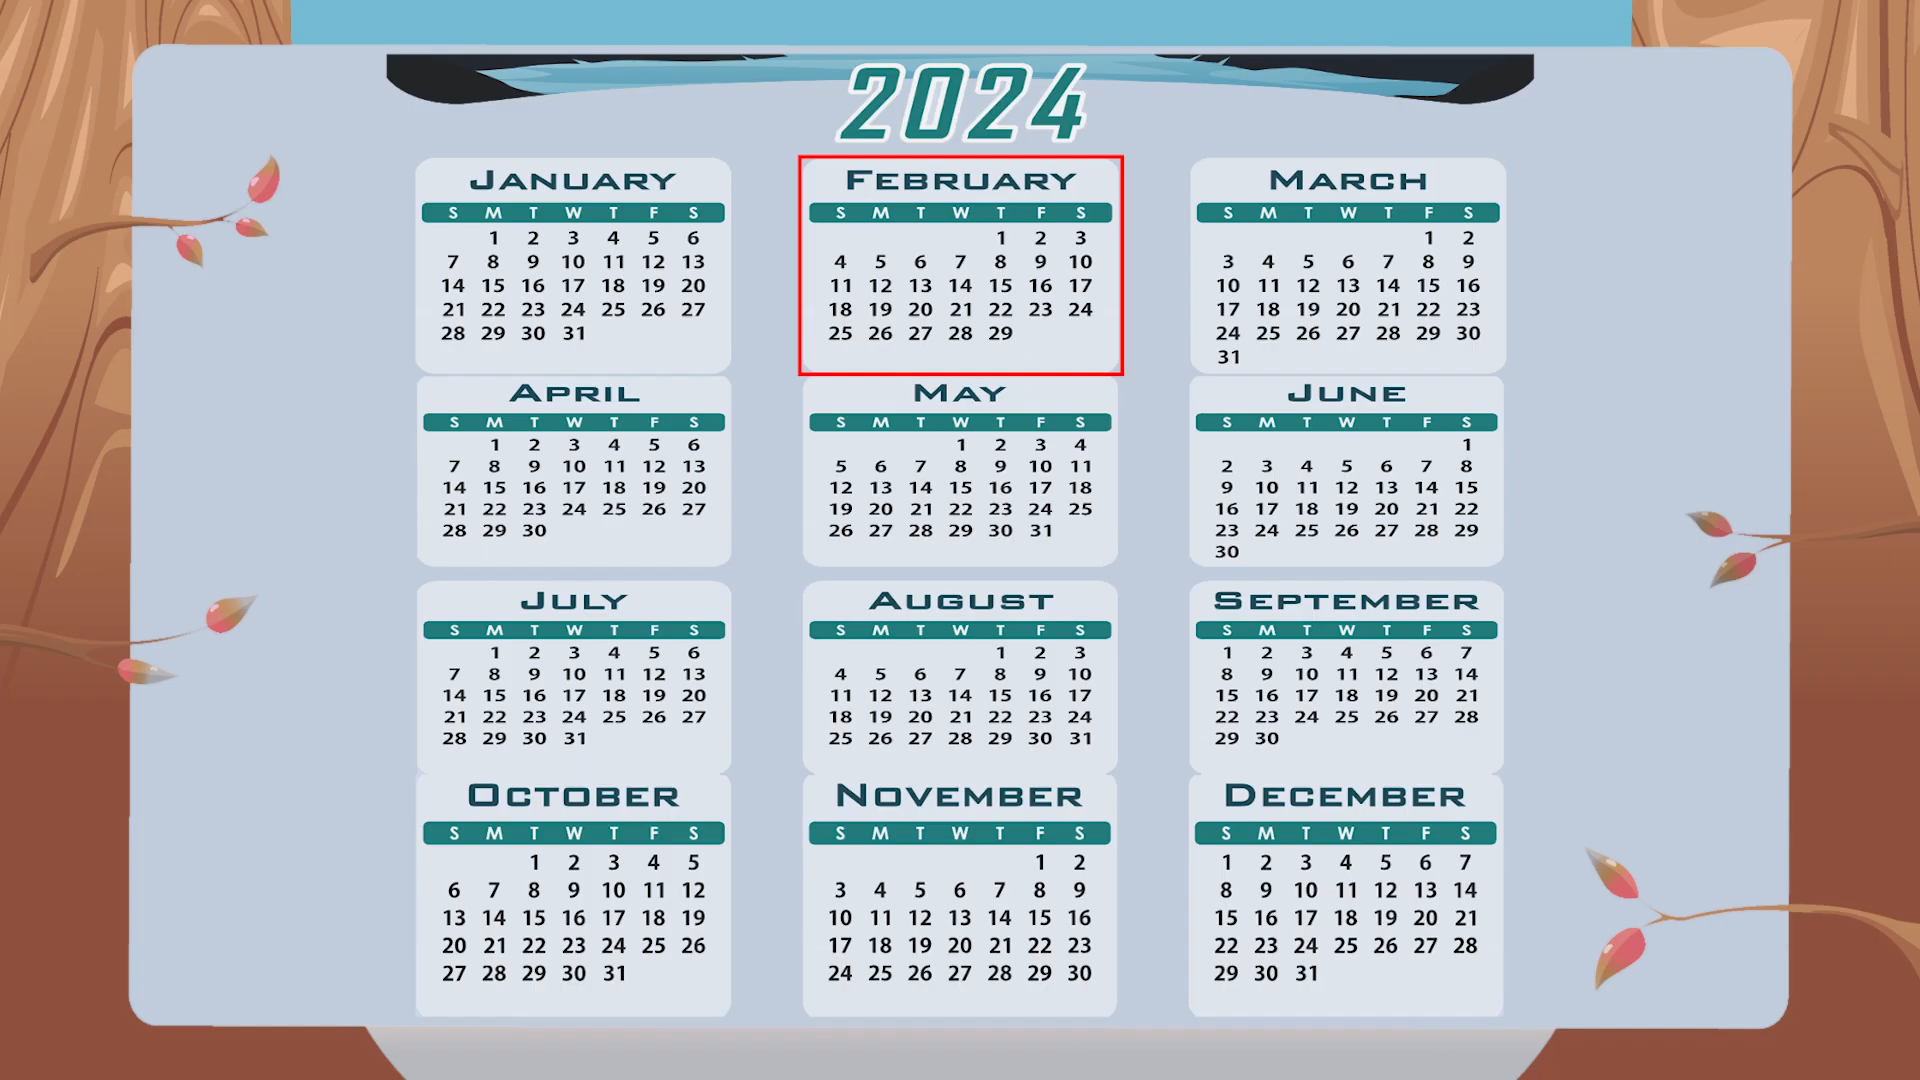 2024
JANUARY
S M T W T F S
1 2 3 4 5 6
7 8 9 10 11 12 13
14 15 16 17 18 19 20
21 22 23 24 25 26 27
28 29 30 31
FEBRUARY
S M T W T F S
1 2 3
4 5 6 7 8 9 10
11 12 13 14 15 16 17
18 19 20 21 22 23 24
25 26 27 28 29
MARCH
S M T W T F S
1 2
3 4 5 6 7 8 9
10 11 12 13 14 15 16
17 18 19 20 21 22 23
24 25 26 27 28 29 30
31
APRIL
S M T W T F S
1 2 3 4 5 6
7 8 9 10 11 12 13
14 15 16 17 18 19 20
21 22 23 24 25 26 27
28 29 30
MAY
S M T W T F S
1 2 3 4
5 6 7 8 9 10 11
12 13 14 15 16 17 18
19 20 21 22 23 24 25
26 27 28 29 30 31
JUNE
S M T W T F S
1
2 3 4 5 6 7 8
9 10 11 12 13 14 15
16 17 18 19 20 21 22
23 24 25 26 27 28 29
30
JULY
S M T W T F S
1 2 3 4 5 6
7 8 9 10 11 12 13
14 15 16 17 18 19 20
21 22 23 24 25 26 27
28 29 30 31
AUGUST
S M T W T F S
1 2 3
4 5 6 7 8 9 10
11 12 13 14 15 16 17
18 19 20 21 22 23 24
25 26 27 28 29 30 31
SEPTEMBER
S M T W T F S
1 2 3 4 5 6 7
8 9 10 11 12 13 14
15 16 17 18 19 20 21
22 23 24 25 26 27 28
29 30
OCTOBER
S M T W T F S
1 2 3 4 5
6 7 8 9 10 11 12
13 14 15 16 17 18 19
20 21 22 23 24 25 26
27 28 29 30 31
NOVEMBER
S M T W T F S
1 2
3 4 5 6 7 8 9
10 11 12 13 14 15 16
17 18 19 20 21 22 23
24 25 26 27 28 29 30
DECEMBER
S M T W T F S
1 2 3 4 5 6 7
8 9 10 11 12 13 14
15 16 17 18 19 20 21
22 23 24 25 26 27 28
29 30 31